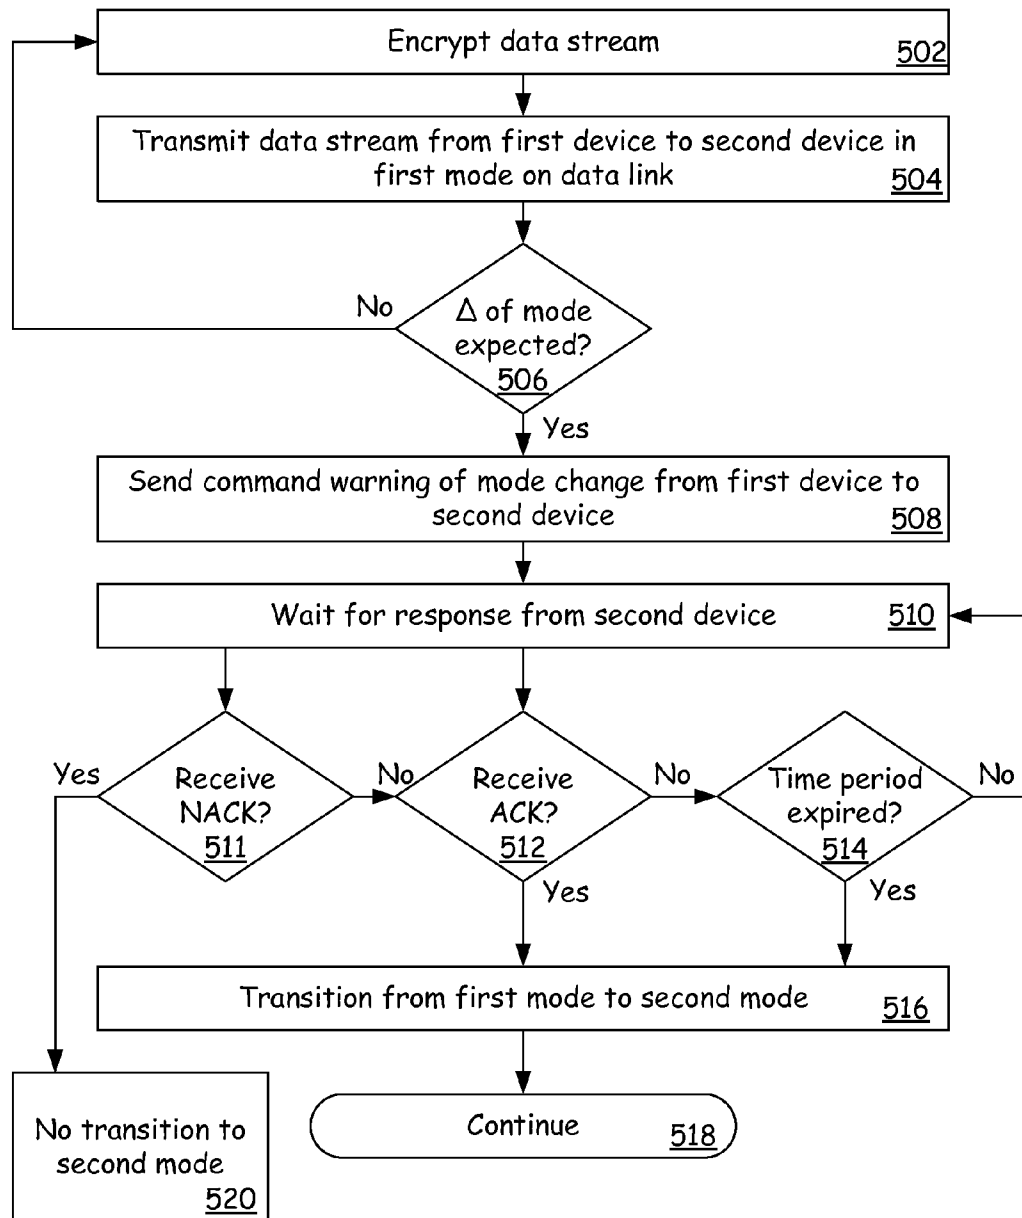 Encrypt data stream
502
Transmit data stream from first device to second device in
first mode on data link
504
No
Δ of mode
expected?
506
Yes
Send command warning of mode change from first device to
second device
508
Wait for response from second device
510
Yes
Receive
NACK?
511
No
Receive
ACK?
512
No
Time period
expired?
514
No
Yes
Yes
Transition from first mode to second mode
516
No transition to
second mode
520
Continue
518